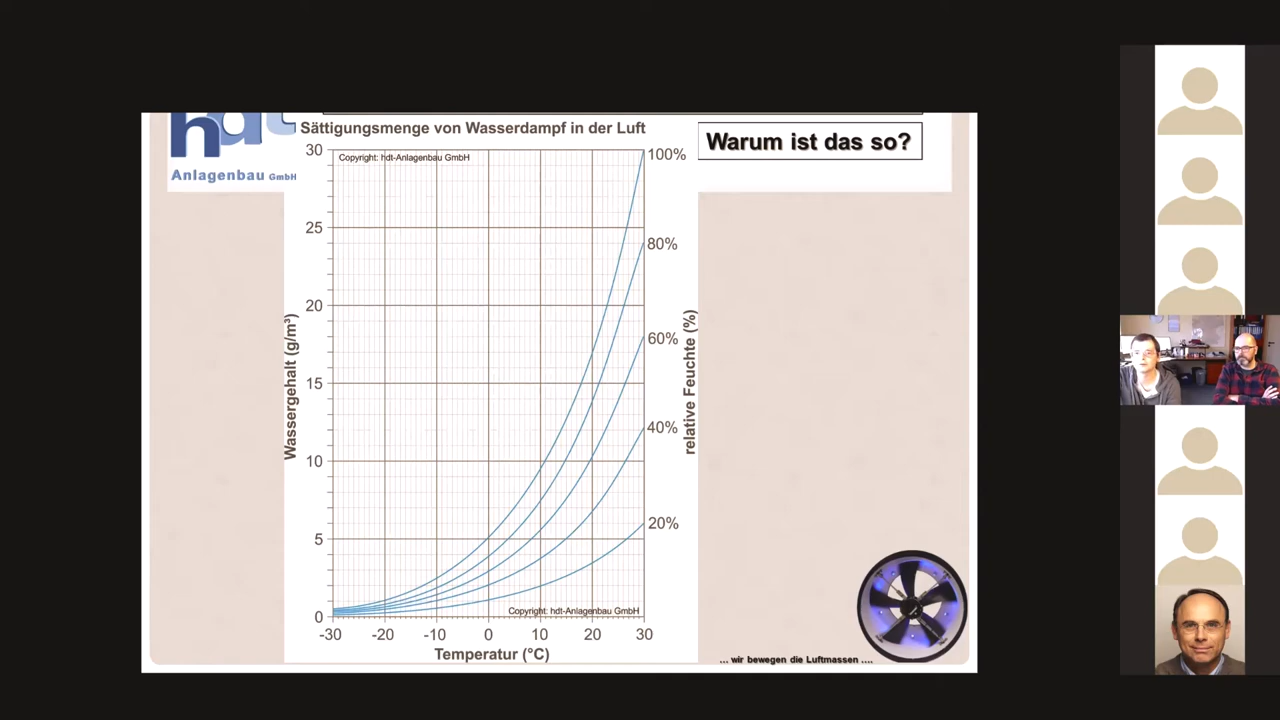 hdt
Anlagenbau GmbH
Sättigungsmenge von Wasserdampf in der Luft
Warum ist das so?
Copyright: hdt-Anlagenbau GmbH
30
25
20
15
10
5
0
Wassergehalt (g/m³)
100%
80%
60%
40%
20%
relative Feuchte (%)
Copyright: hdt-Anlagenbau GmbH
-30 -20 -10 0 10 20 30
Temperatur (°C)
... wir bewegen die Luftmassen ....